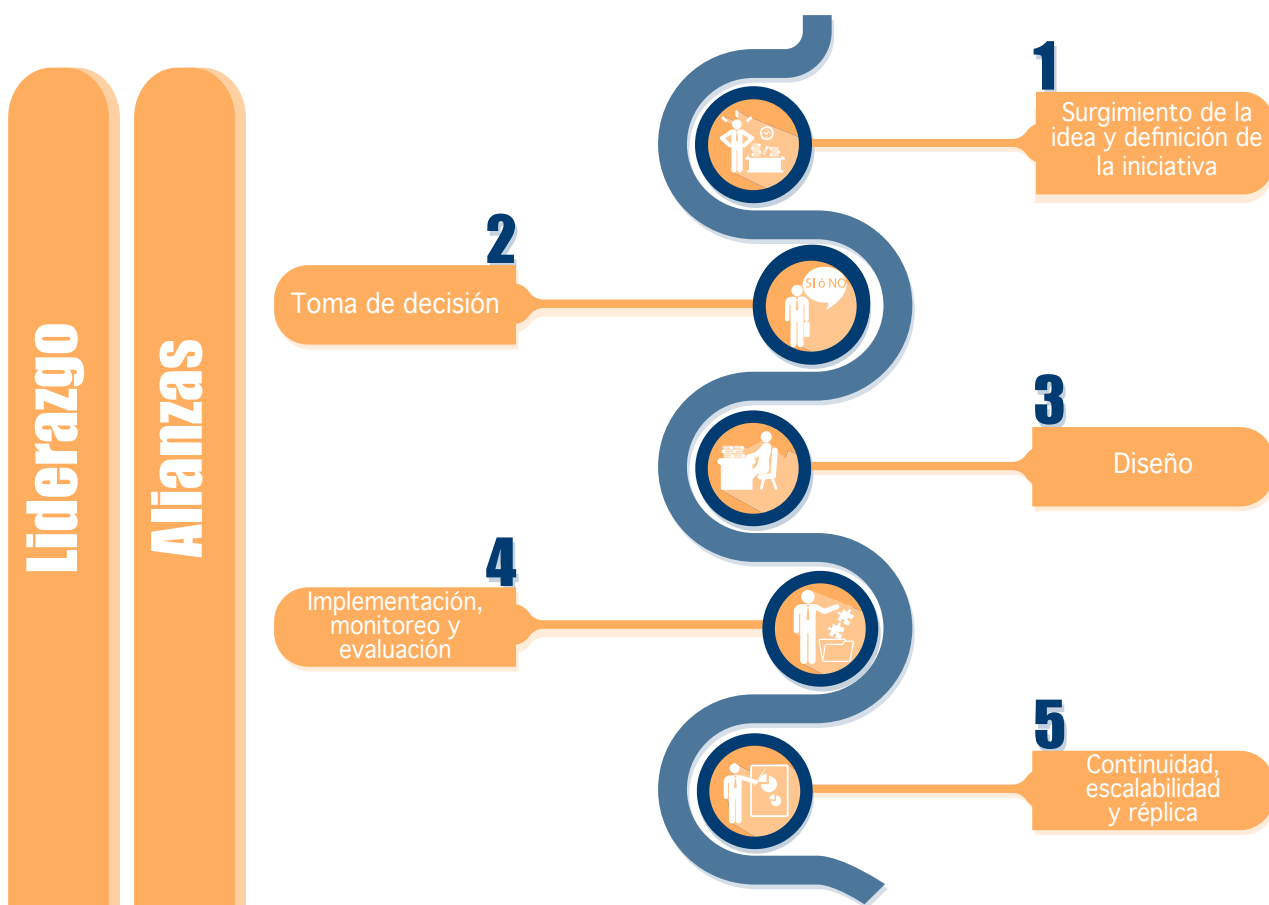 Liderazgo
Alianzas
1
Surgimiento de la
idea y definición de
la iniciativa
2
Toma de decisión
SI ó NO
3
Diseño
4
Implementación,
monitoreo y
evaluación
5
Continuidad,
escalabilidad
y réplica